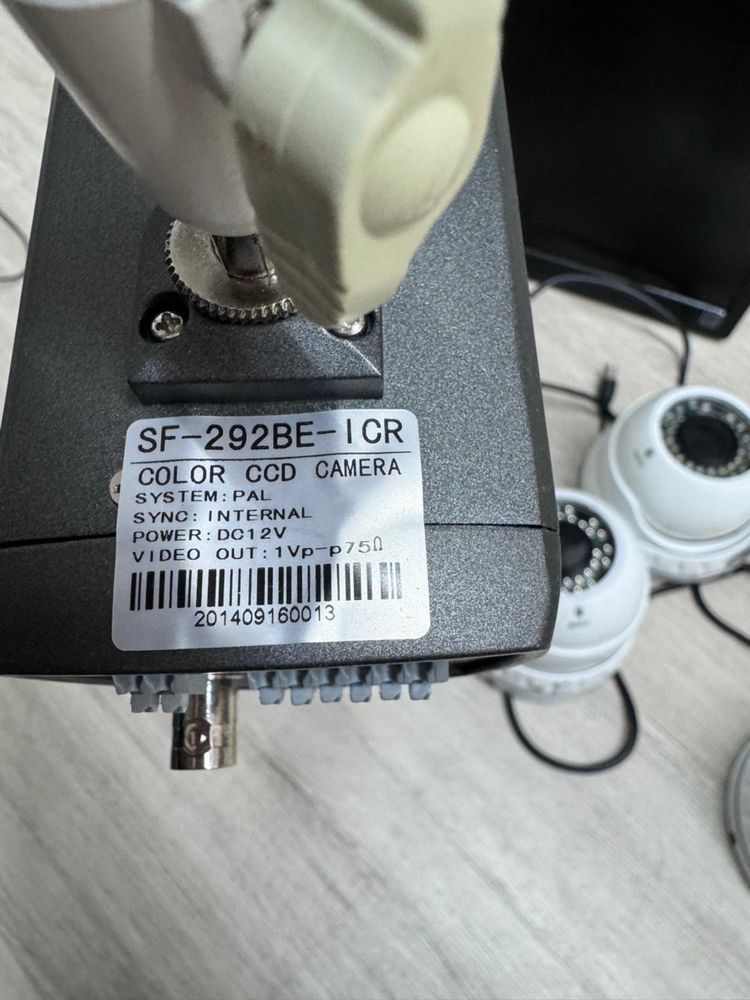 SF-292BE-ICR
COLOR CCD CAMERA
SYSTEM:PAL
SYNC:INTERNAL
POWER:DC12V
VIDEO OUT:1Vp-p75Ω
201409160013